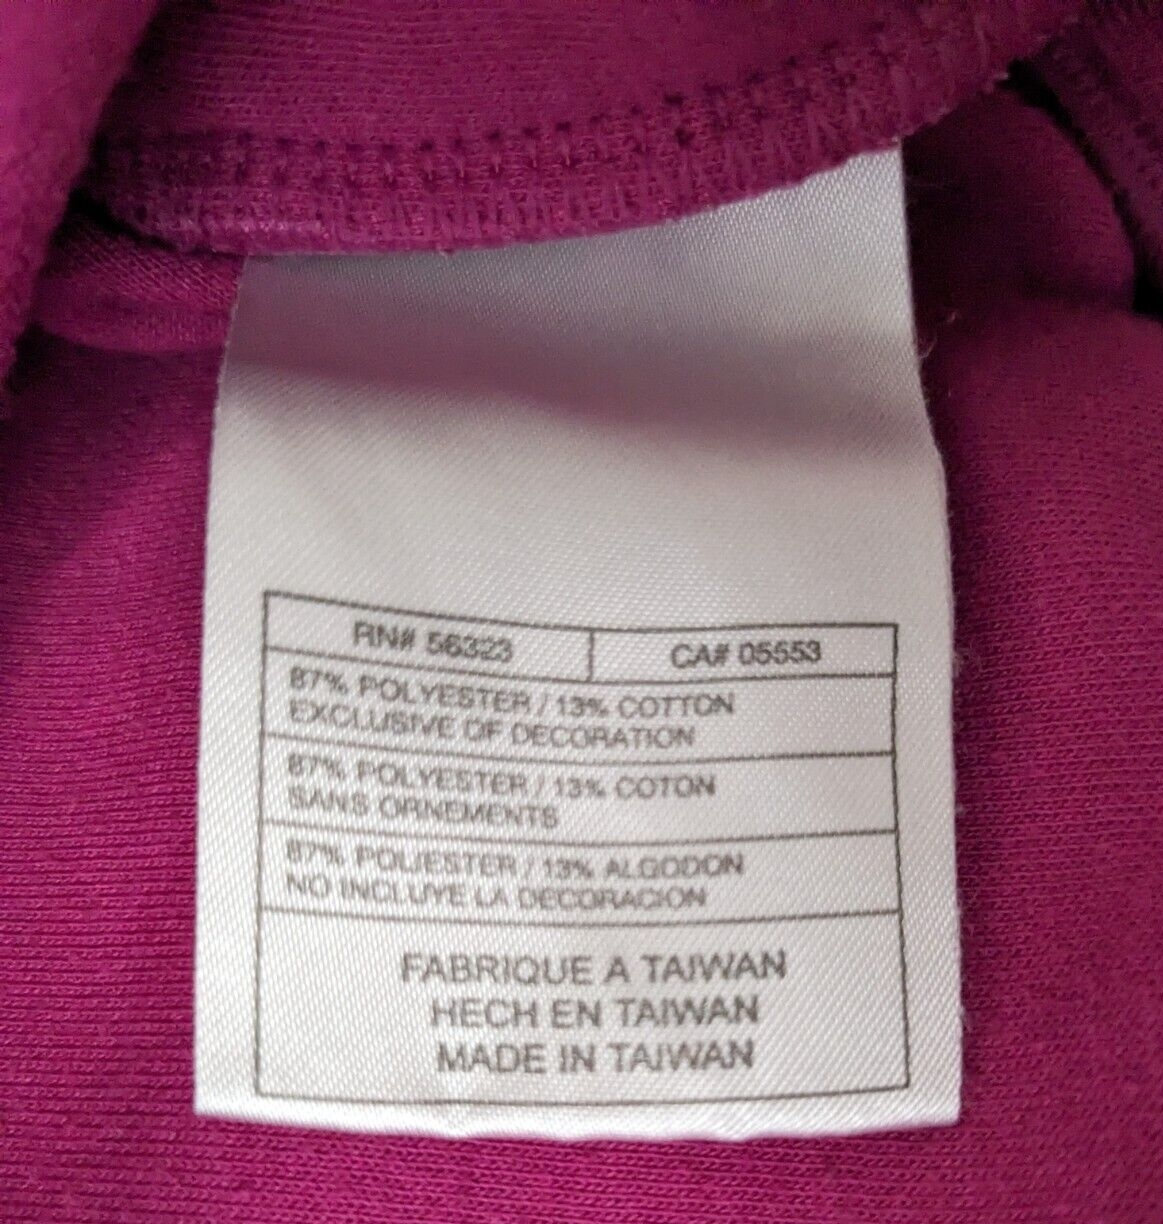 RN# 56323 CA# 05553
87% POLYESTER / 13% COTTON
EXCLUSIVE OF DECORATION
87% POLYESTER / 13% COTON
SANS ORNEMENTS
87% POLIESTER / 13% ALGODON
NO INCLUYE LA DECORACION
FABRIQUE A TAIWAN
HECH EN TAIWAN
MADE IN TAIWAN